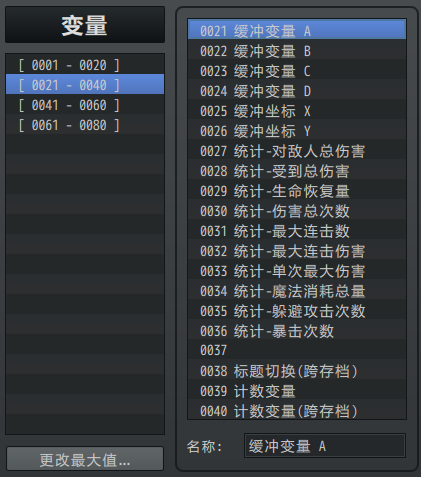 变量
[ 0001 - 0020 ]
[ 0021 - 0040 ]
[ 0041 - 0060 ]
[ 0061 - 0080 ]
更改最大值...
0021 缓冲变量 A
0022 缓冲变量 B
0023 缓冲变量 C
0024 缓冲变量 D
0025 缓冲坐标 X
0026 缓冲坐标 Y
0027 统计-对敌人总伤害
0028 统计-受到总伤害
0029 统计-生命恢复量
0030 统计-伤害总次数
0031 统计-最大连击数
0032 统计-最大连击伤害
0033 统计-单次最大伤害
0034 统计-魔法消耗总量
0035 统计-躲避攻击次数
0036 统计-暴击次数
0037
0038 标题切换(跨存档)
0039 计数变量
0040 计数变量(跨存档)
名称: 缓冲变量 A